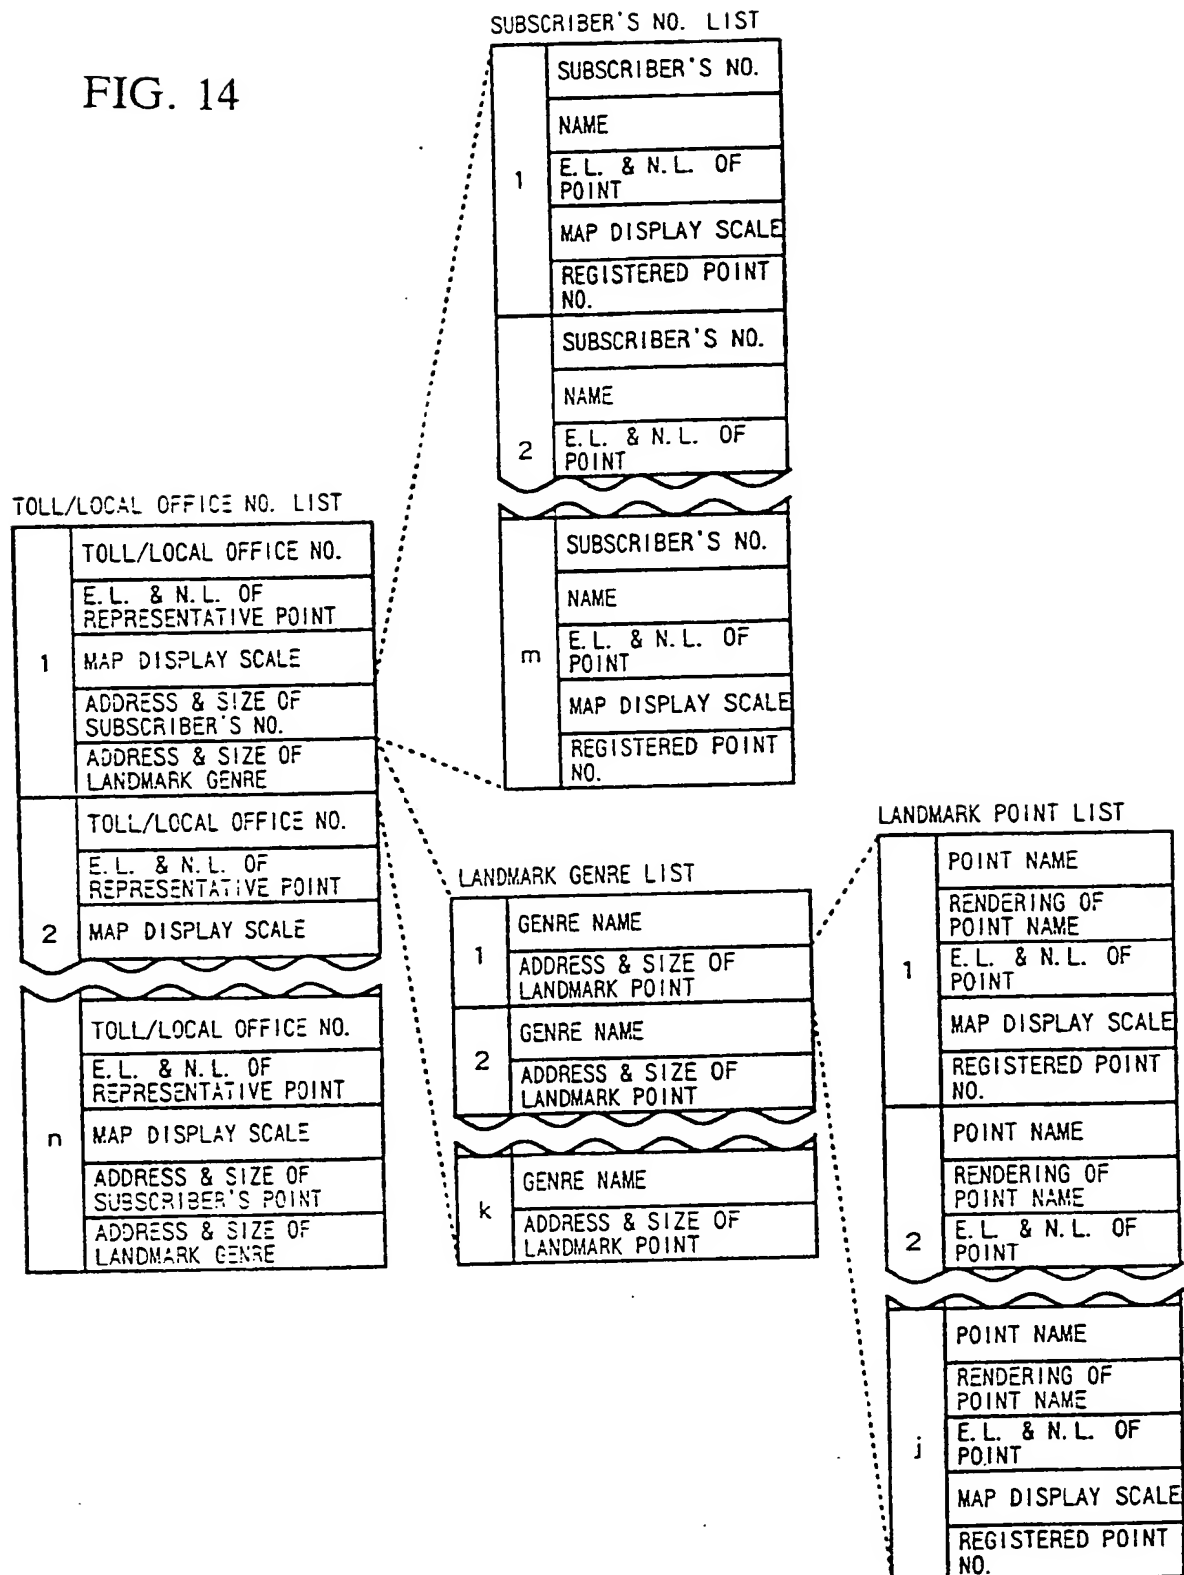 FIG. 14
SUBSCRIBER'S NO. LIST
1
SUBSCRIBER'S NO.
NAME
E.L. & N.L. OF
POINT
MAP DISPLAY SCALE
REGISTERED POINT
NO.
2
SUBSCRIBER'S NO.
NAME
E.L. & N.L. OF
POINT
m
SUBSCRIBER'S NO.
NAME
E.L. & N.L. OF
POINT
MAP DISPLAY SCALE
REGISTERED POINT
NO.
TOLL/LOCAL OFFICE NO. LIST
1
TOLL/LOCAL OFFICE NO.
E.L. & N.L. OF
REPRESENTATIVE POINT
MAP DISPLAY SCALE
ADDRESS & SIZE OF
SUBSCRIBER'S NO.
ADDRESS & SIZE OF
LANDMARK GENRE
2
TOLL/LOCAL OFFICE NO.
E.L. & N.L. OF
REPRESENTATIVE POINT
MAP DISPLAY SCALE
n
TOLL/LOCAL OFFICE NO.
E.L. & N.L. OF
REPRESENTATIVE POINT
MAP DISPLAY SCALE
ADDRESS & SIZE OF
SUBSCRIBER'S POINT
ADDRESS & SIZE OF
LANDMARK GENRE
LANDMARK GENRE LIST
1
GENRE NAME
ADDRESS & SIZE OF
LANDMARK POINT
2
GENRE NAME
ADDRESS & SIZE OF
LANDMARK POINT
k
GENRE NAME
ADDRESS & SIZE OF
LANDMARK POINT
LANDMARK POINT LIST
1
POINT NAME
RENDERING OF
POINT NAME
E.L. & N.L. OF
POINT
MAP DISPLAY SCALE
REGISTERED POINT
NO.
2
POINT NAME
RENDERING OF
POINT NAME
E.L. & N.L. OF
POINT
j
POINT NAME
RENDERING OF
POINT NAME
E.L. & N.L. OF
POINT
MAP DISPLAY SCALE
REGISTERED POINT
NO.